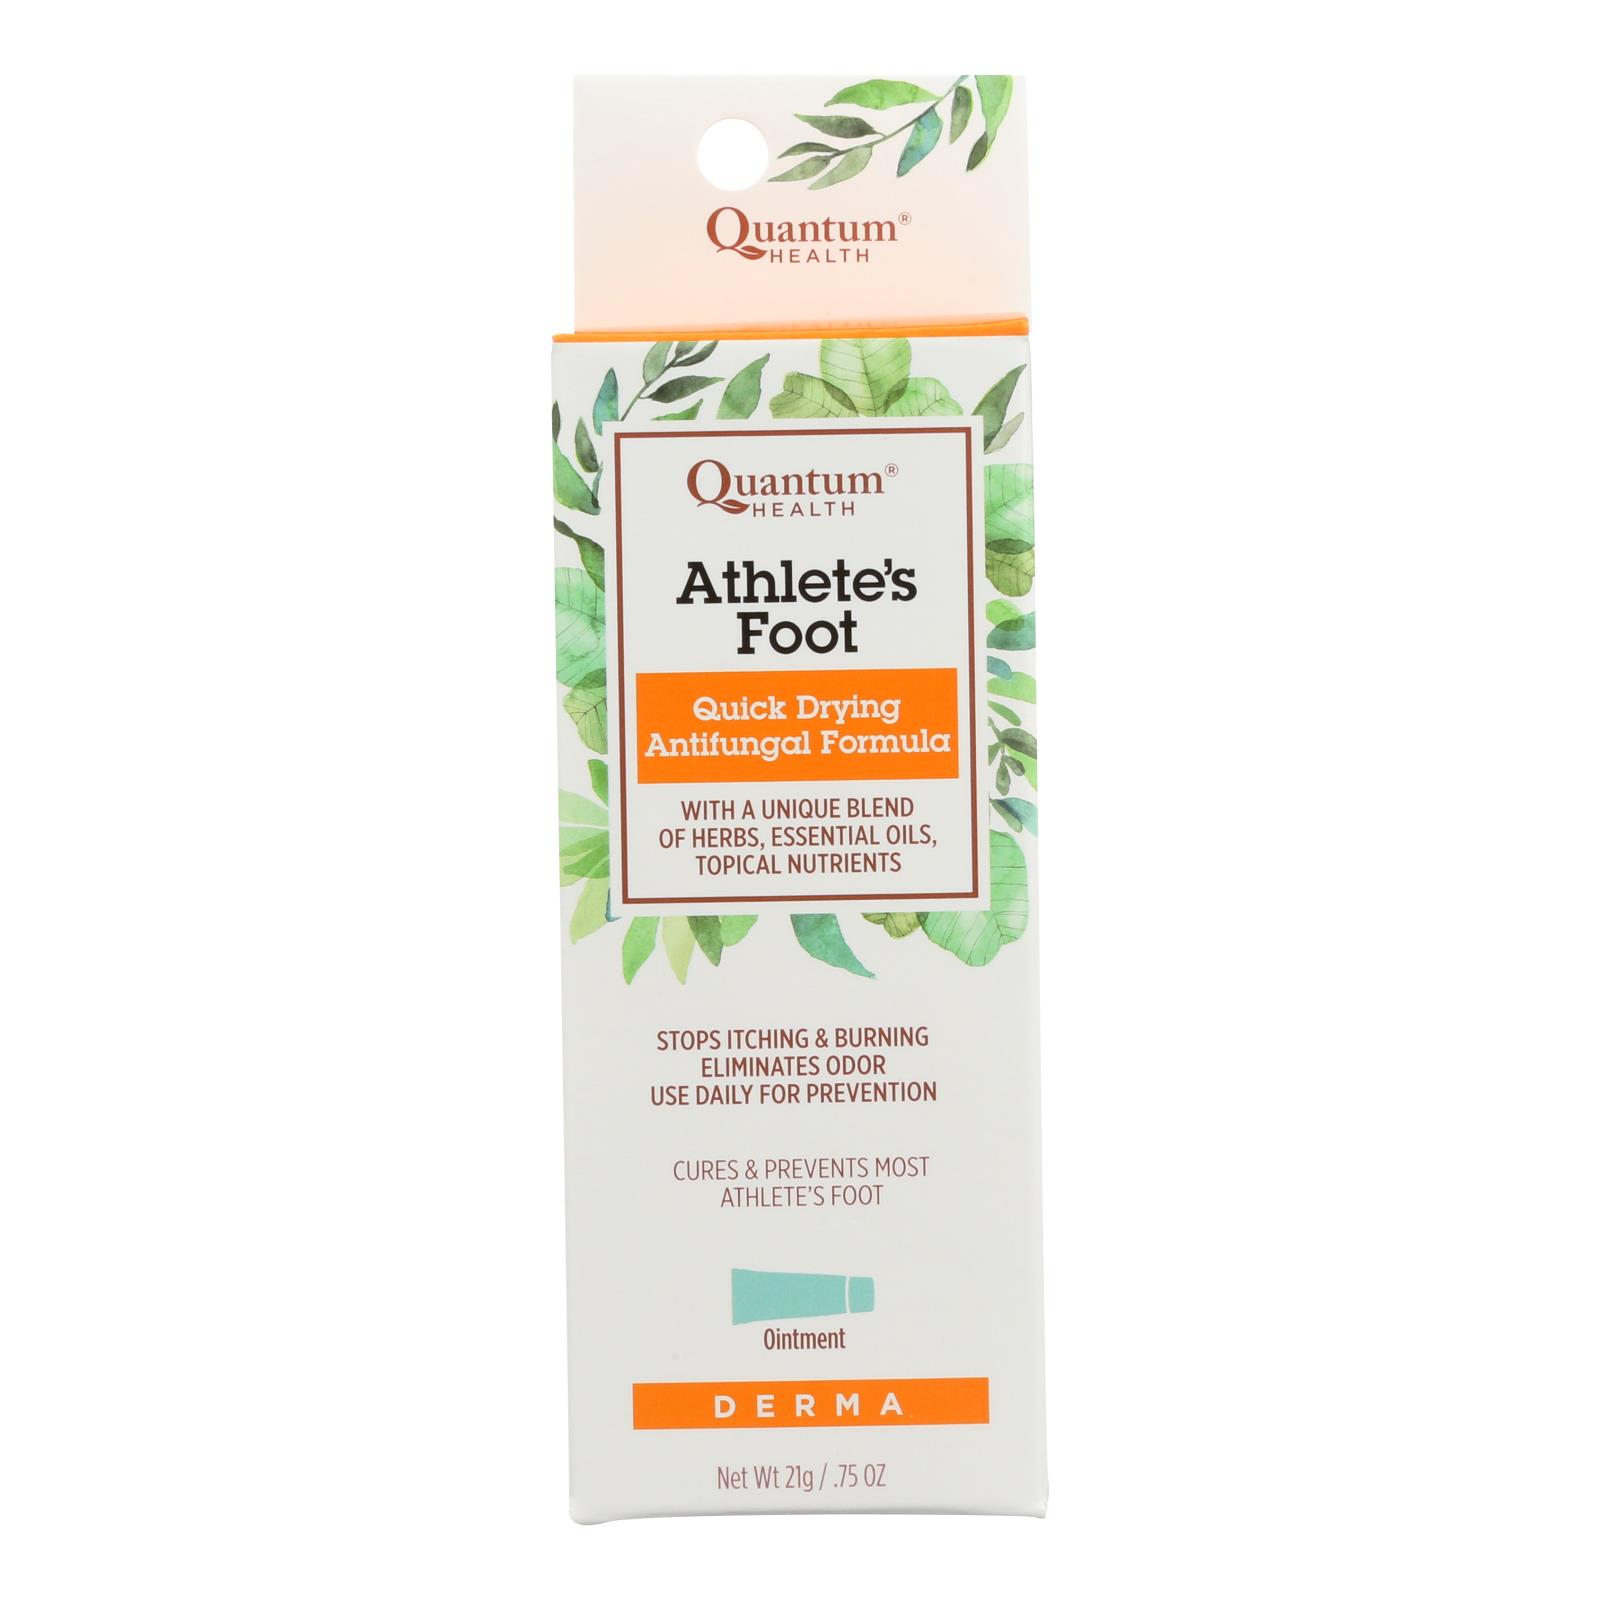 Quantum®
HEALTH
Quantum®
HEALTH
Athlete's
Foot
Quick Drying
Antifungal Formula
WITH A UNIQUE BLEND
OF HERBS, ESSENTIAL OILS,
TOPICAL NUTRIENTS
STOPS ITCHING & BURNING
ELIMINATES ODOR
USE DAILY FOR PREVENTION
CURES & PREVENTS MOST
ATHLETE'S FOOT
Ointment
DERMA
Net Wt 21g / .75 OZ